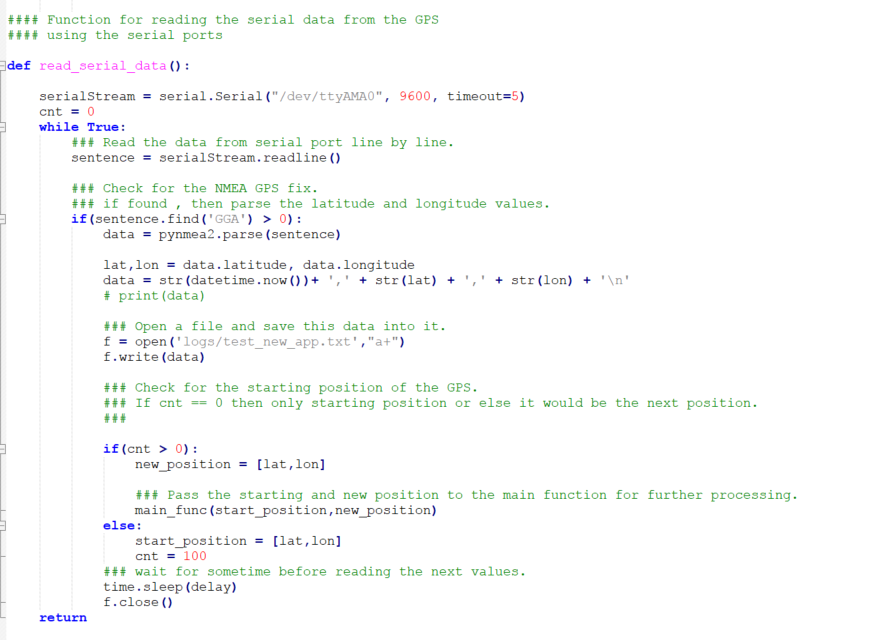 #### Function for reading the serial data from the GPS
#### using the serial ports
def read_serial_data():
serialStream = serial.Serial("/dev/ttyAMA0", 9600, timeout=5)
cnt = 0
while True:
### Read the data from serial port line by line.
sentence = serialStream.readline()
### Check for the NMEA GPS fix.
### if found , then parse the latitude and longitude values.
if(sentence.find('GGA') > 0):
data = pynmea2.parse(sentence)
lat,lon = data.latitude, data.longitude
data = str(datetime.now())+ ',' + str(lat) + ',' + str(lon) + '\n'
# print(data)
### Open a file and save this data into it.
f = open('logs/test_new_app.txt',"a+")
f.write(data)
### Check for the starting position of the GPS.
### If cnt == 0 then only starting position or else it would be the next position.
###
if(cnt > 0):
new_position = [lat,lon]
### Pass the starting and new position to the main function for further processing.
main_func(start_position,new_position)
else:
start_position = [lat,lon]
cnt = 100
### wait for sometime before reading the next values.
time.sleep(delay)
f.close()
return